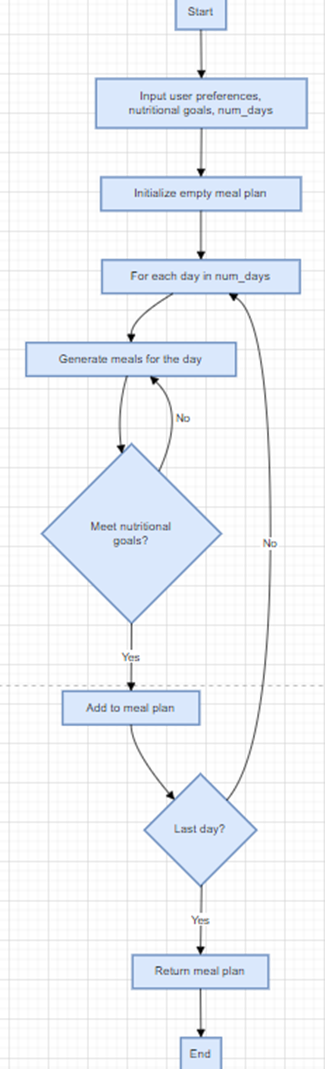 Start
Input user preferences,
nutritional goals, num_days
Initialize empty meal plan
For each day in num_days
Generate meals for the day
No
Meet nutritional
goals?
No
Yes
Add to meal plan
Last day?
Yes
Return meal plan
End